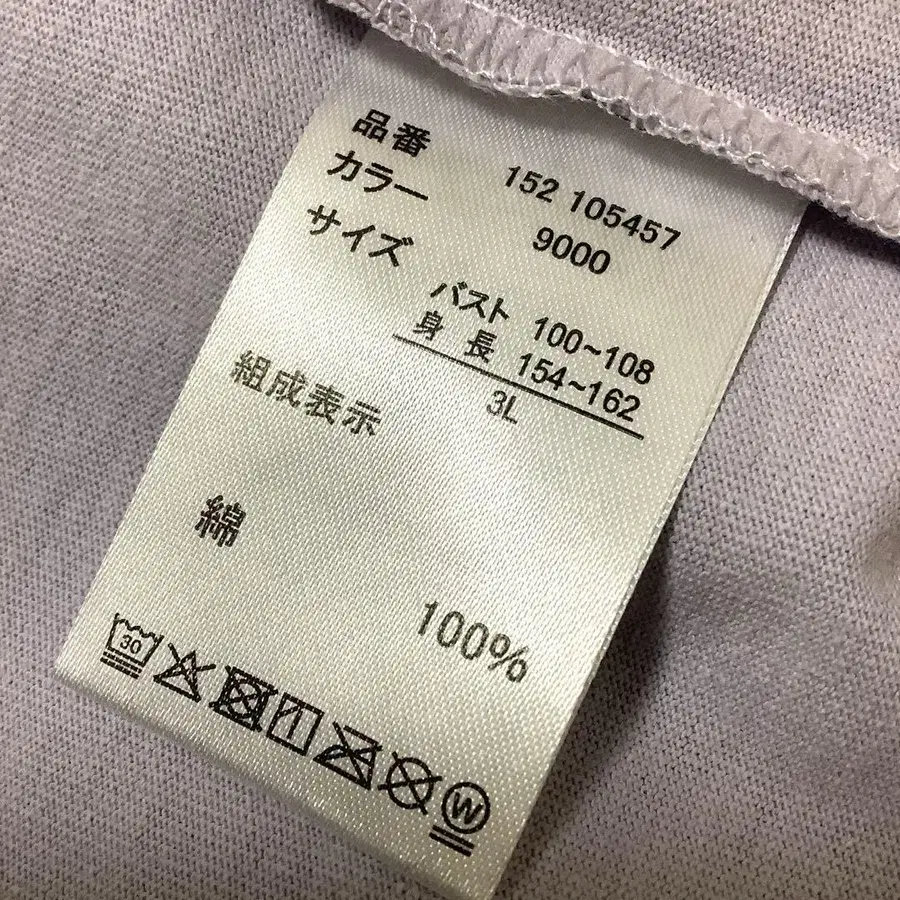 品番 152 105457
カラー 9000
サイズ
バスト 100~108
身長 154~162
3L
組成表示
綿
100%
30
W